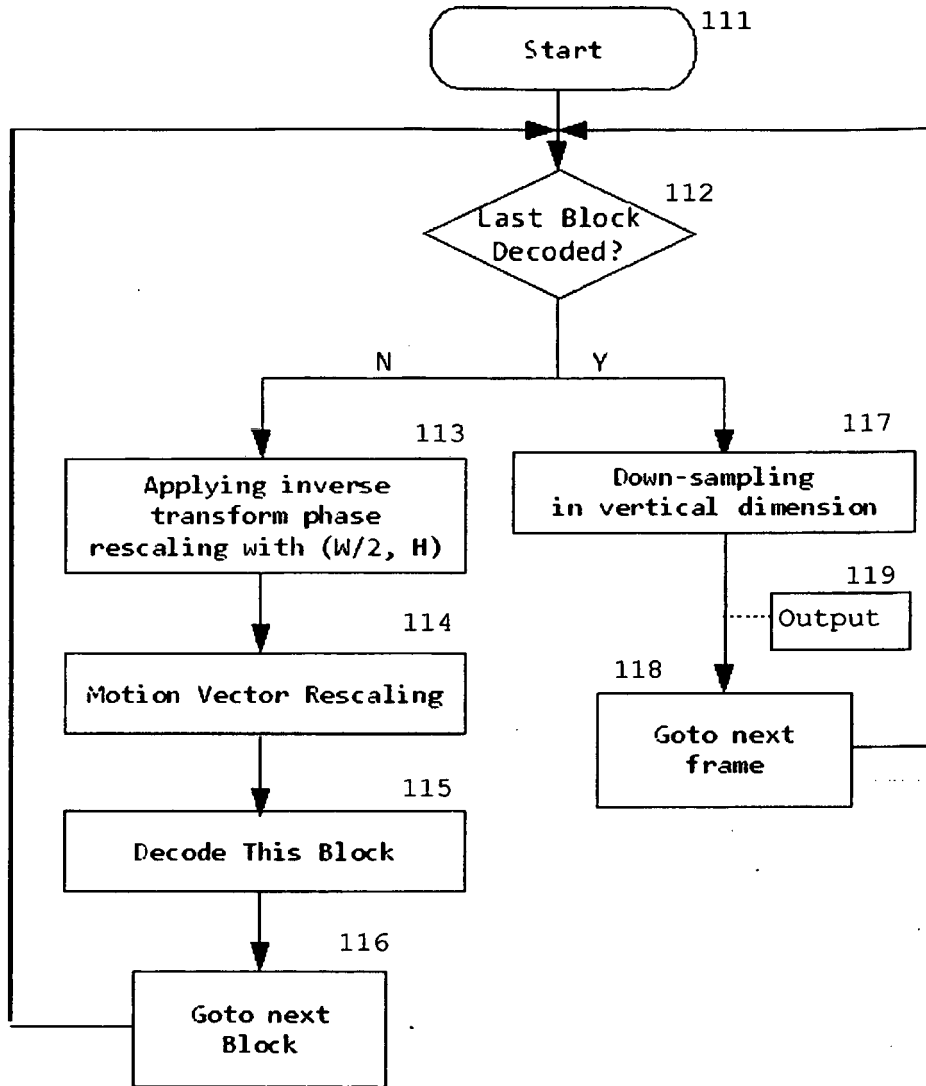 111
Start
112
Last Block
Decoded?
N
Y
113
Applying inverse
transform phase
rescaling with (W/2, H)
114
Motion Vector Rescaling
115
Decode This Block
116
Goto next
Block
117
Down-sampling
in vertical dimension
119
Output
118
Goto next
frame